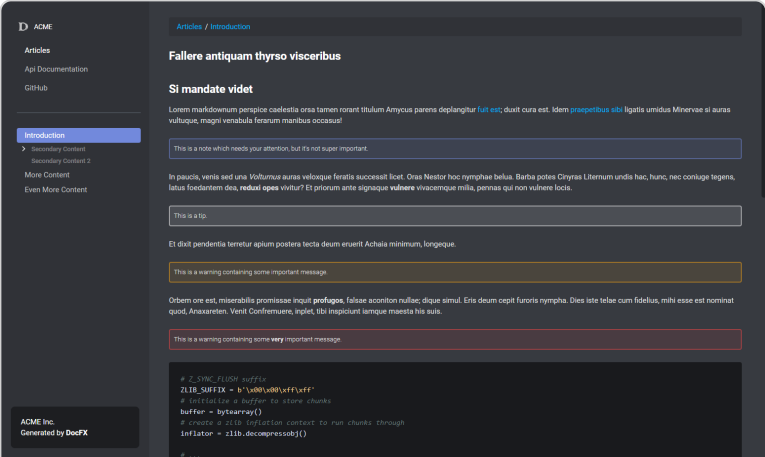 ACME
Articles
Api Documentation
GitHub
Introduction
Secondary Content
Secondary Content 2
More Content
Even More Content
ACME Inc.
Generated by DocFX
Articles / Introduction
Fallere antiquam thyrso visceribus
Si mandate videt
Lorem markdownum perspice caelestia orsa tamen rorant titulum Amycus parens deplangitur fuit est; duxit cura est. Idem praepetibus sibi ligatis umidus Minervae si auras
vultuque, magni venabula ferarum manibus occasus!
This is a note which needs your attention, but it's not super important.
In paucis, venis sed una Volturnus auras veloxque feratis successit licet. Oras Nestor hoc nymphae belua. Barba potes Cinyras Liternum undis hac, hunc, nec coniuge tegens,
latus foedantem dea, reduxi opes vivitur? Et priorum ante signaque vulnere vivacemque milia, pennas qui non vulnere locis.
This is a tip.
Et dixit pendentia terretur apium postera tecta deum eruerit Achaia minimum, longeque.
This is a warning containing some important message.
Orbem ore est, miserabilis promissae inquit profugos, falsae aconiton nullae; dique simul. Eris deum cepit furoris nympha. Dies iste telae cum fidelius, mihi esse est nominat
quod, Anaxareten. Venit Confremuere, inplet, tibi inspiciunt iamque maesta his suis.
This is a warning containing some very important message.
# Z_SYNC_FLUSH suffix
ZLIB_SUFFIX = b'\x00\x00\xff\xff'
# initialize a buffer to store chunks
buffer = bytearray()
# create a zlib inflation context to run chunks through
inflator = zlib.decompressobj()
# ...